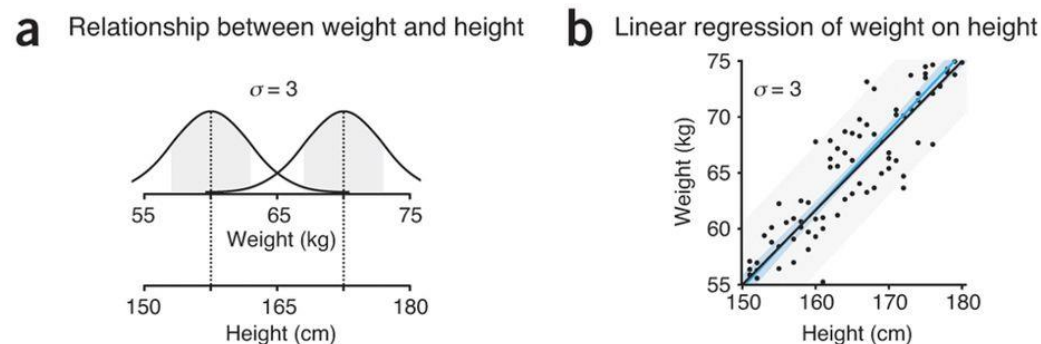 a Relationship between weight and height
σ = 3
55 65 75
Weight (kg)
150 165 180
Height (cm)
b Linear regression of weight on height
σ = 3
75
70
65
60
55
Weight (kg)
150 160 170 180
Height (cm)